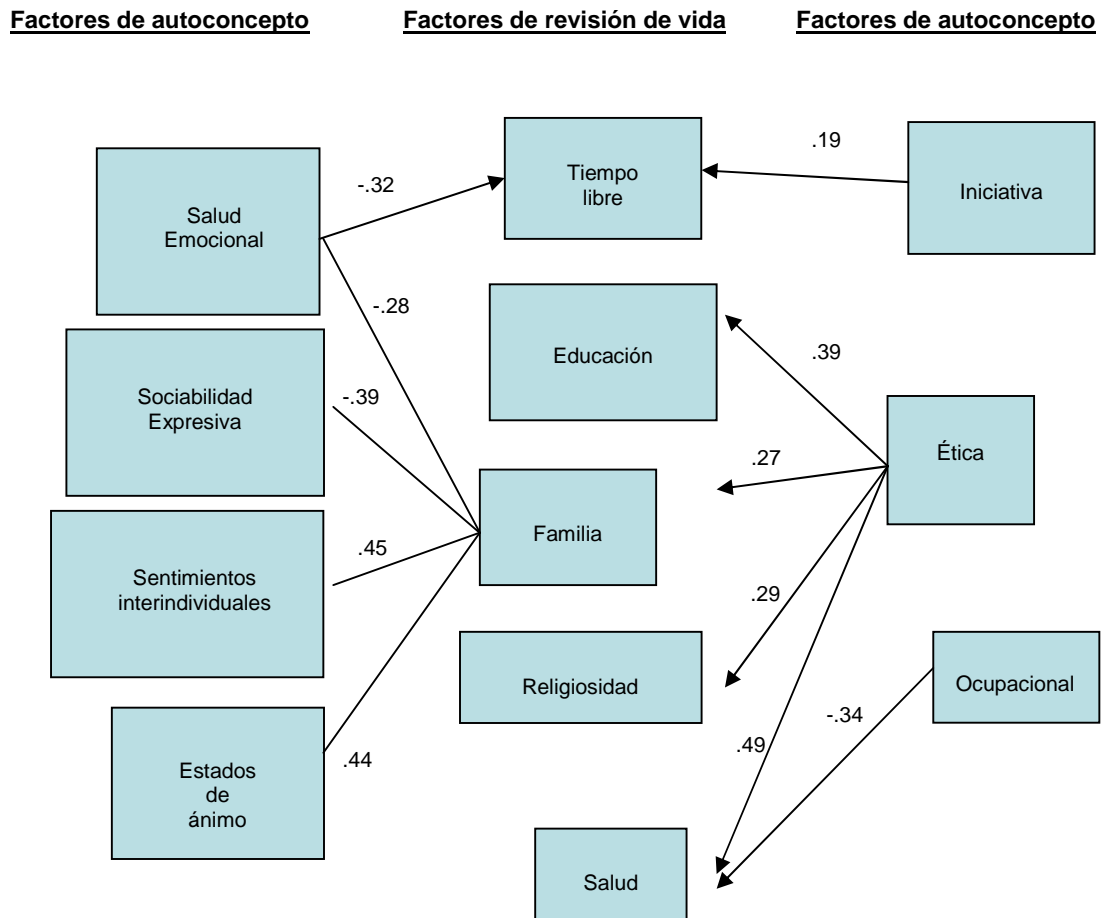 Factores de autoconcepto
Factores de revisión de vida
Factores de autoconcepto
Salud
Emocional
-.32
Tiempo
libre
.19
Iniciativa
-.28
Educación
.39
Sociabilidad
Expresiva
-.39
Ética
.27
Familia
.45
Sentimientos
interindividuales
.29
Religiosidad
Ocupacional
-.34
.49
.44
Estados
de
ánimo
Salud